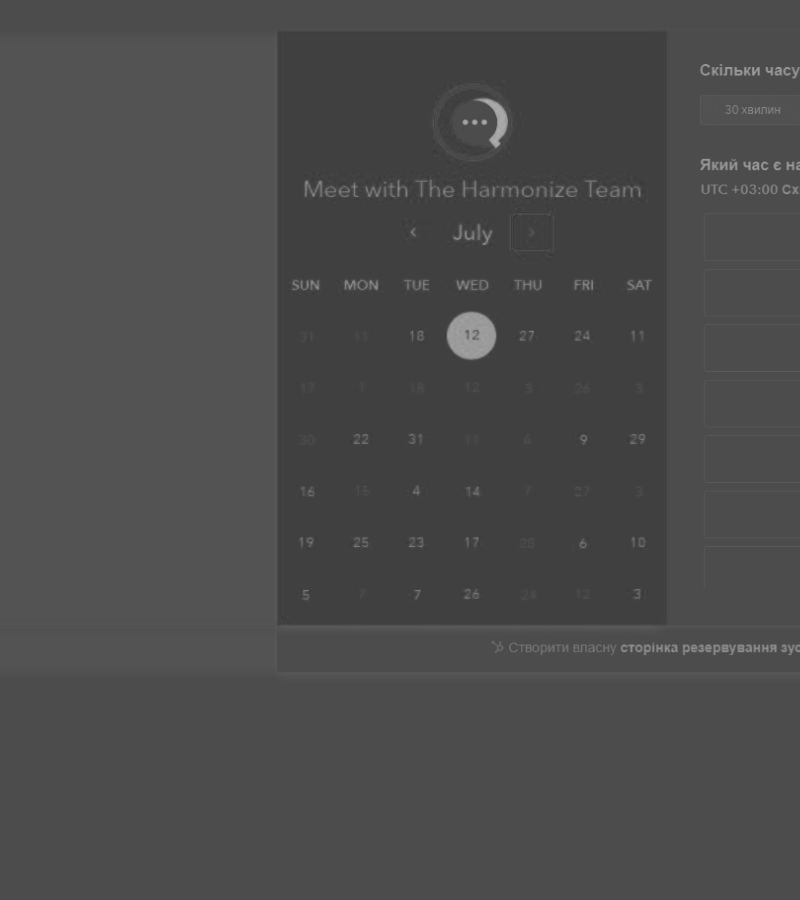 Meet with The Harmonize Team
July
SUN MON TUE WED THU FRI SAT
31 11 18 12 27 24 11
17 1 18 12 3 26 3
30 22 31 11 4 9 29
16 15 4 14 7 27 8
19 25 23 17 28 6 10
5 7 7 26 24 12 3
Скільки часу
30 хвилин
Який час є на
UTC +03:00 Сх
Створити власну сторінка резервування зус